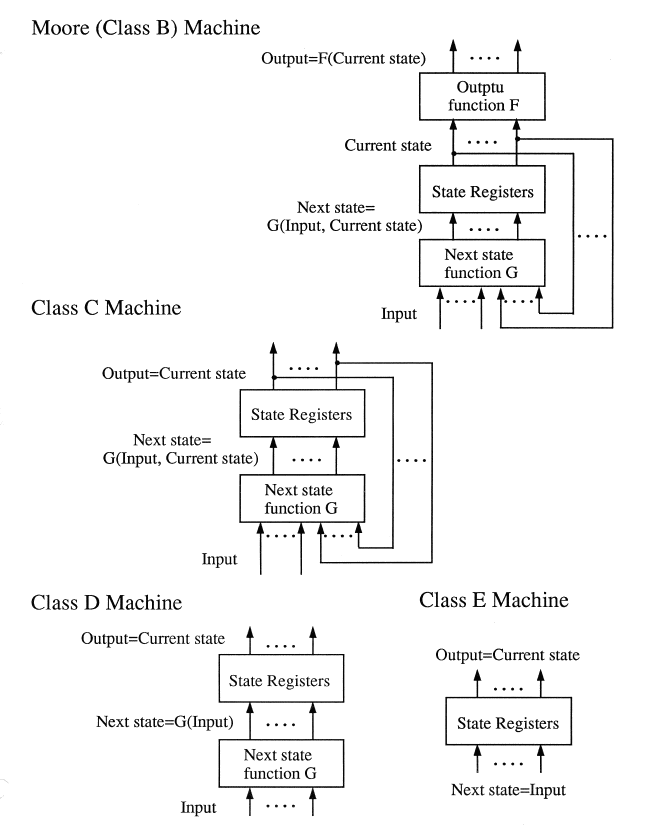 Moore (Class B) Machine
Output=F(Current state)
Outptu
function F
Current state
State Registers
Next state=
G(Input, Current state)
Next state
function G
Input
Class C Machine
Output=Current state
State Registers
Next state=
G(Input, Current state)
Next state
function G
Input
Class D Machine
Output=Current state
State Registers
Next state=G(Input)
Next state
function G
Input
Class E Machine
Output=Current state
State Registers
Next state=Input